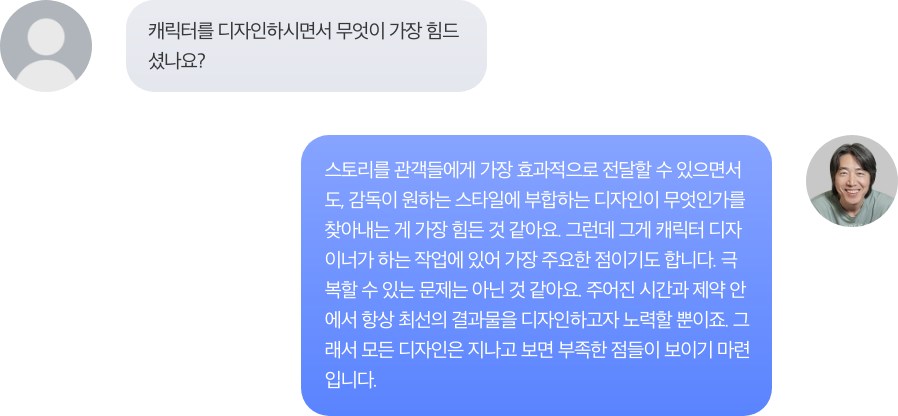 캐릭터를 디자인하시면서 무엇이 가장 힘드
셨나요?
스토리를 관객들에게 가장 효과적으로 전달할 수 있으면서
도, 감독이 원하는 스타일에 부합하는 디자인이 무엇인가를
찾아내는 게 가장 힘든 것 같아요. 그런데 그게 캐릭터 디자
이너가 하는 작업에 있어 가장 주요한 점이기도 합니다. 극
복할 수 있는 문제는 아닌 것 같아요. 주어진 시간과 제약 안
에서 항상 최선의 결과물을 디자인하고자 노력할 뿐이죠. 그
래서 모든 디자인은 지나고 보면 부족한 점들이 보이기 마련
입니다.